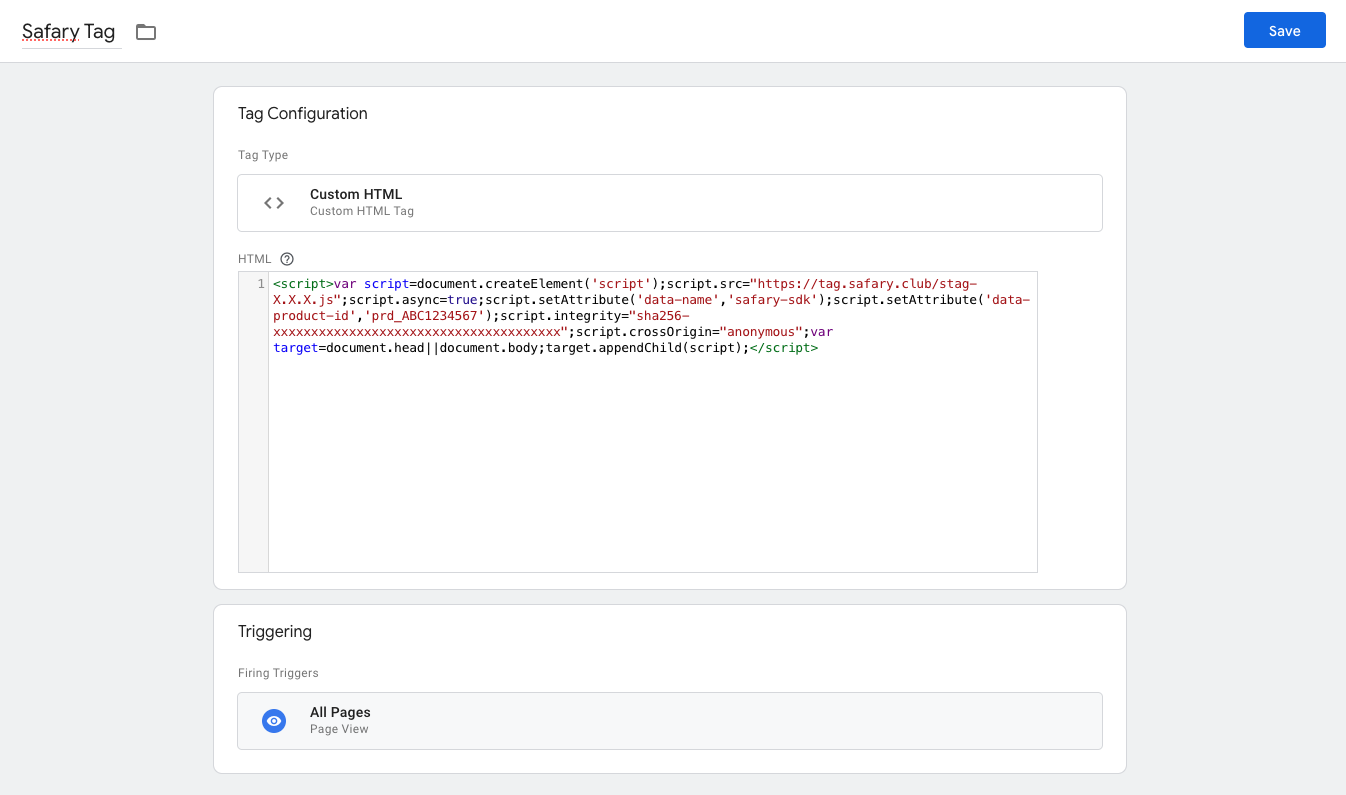 Safary Tag
Save
Tag Configuration
Tag Type
Custom HTML
Custom HTML Tag
HTML
1
<script>var script=document.createElement('script');script.src="https://tag.safary.club/stag-
X.X.X.js";script.async=true;script.setAttribute('data-name','safary-sdk');script.setAttribute('data-
product-id','prd_ABC1234567');script.integrity="sha256-
xxxxxxxxxxxxxxxxxxxxxxxxxxxxxxxxxxxxxx";script.crossOrigin="anonymous";var
target=document.head||document.body;target.appendChild(script);</script>
Triggering
Firing Triggers
All Pages
Page View